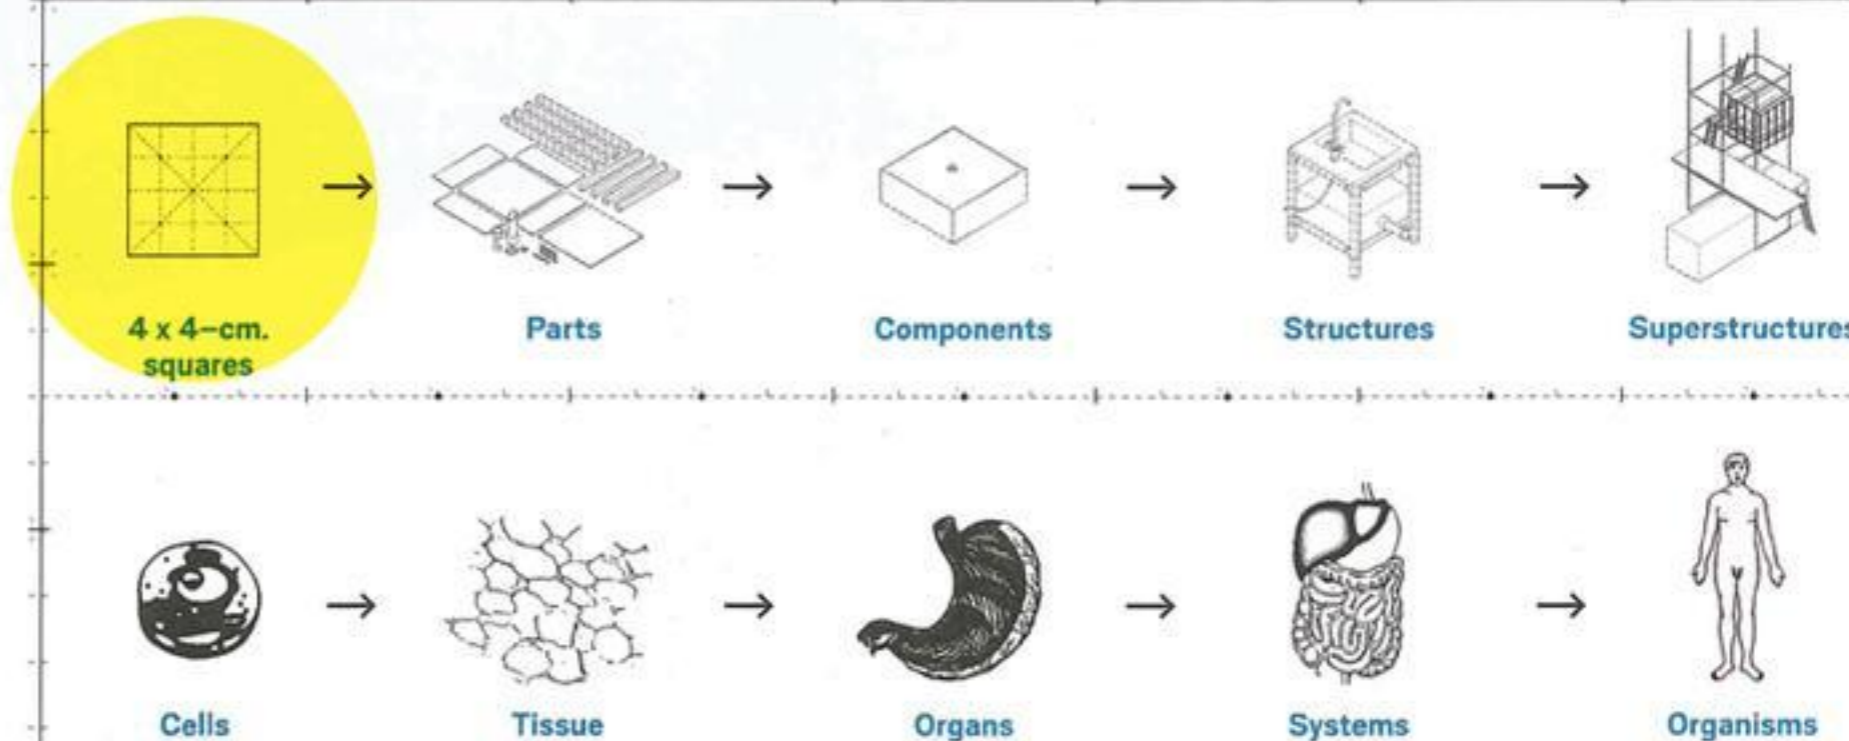 4 x 4–cm.
squares
Parts
Components
Structures
Superstructures
Cells
Tissue
Organs
Systems
Organisms